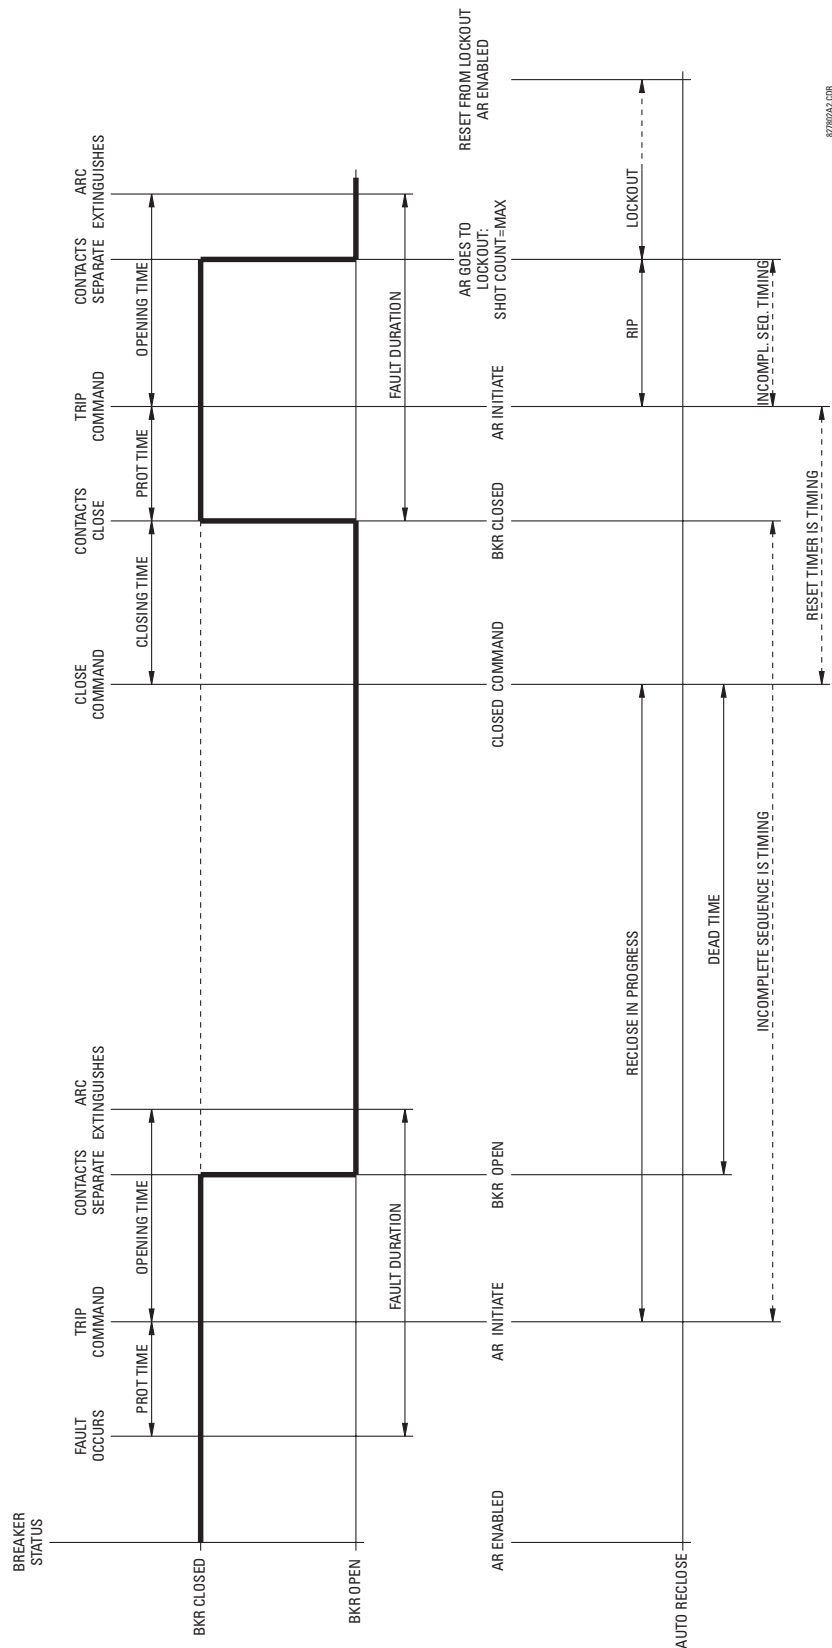 BREAKER
STATUS
FAULT
OCCURS
TRIP
COMMAND
CONTACTS
SEPARATE
ARC
EXTINGUISHES
CLOSE
COMMAND
CONTACTS
CLOSE
TRIP
COMMAND
CONTACTS
SEPARATE
ARC
EXTINGUISHES
PROT TIME
OPENING TIME
CLOSING TIME
PROT TIME
OPENING TIME
BKR CLOSED
BKR OPEN
FAULT DURATION
FAULT DURATION
AR ENABLED
AR INITIATE
BKR OPEN
CLOSED COMMAND
BKR CLOSED
AR INITIATE
AR GOES TO
LOCKOUT:
SHOT COUNT=MAX
RESET FROM LOCKOUT
AR ENABLED
RECLOSE IN PROGRESS
RIP
LOCKOUT
AUTO RECLOSE
DEAD TIME
INCOMPLETE SEQUENCE IS TIMING
INCOMPL. SEQ. TIMING
RESET TIMER IS TIMING
827802A2.CDR